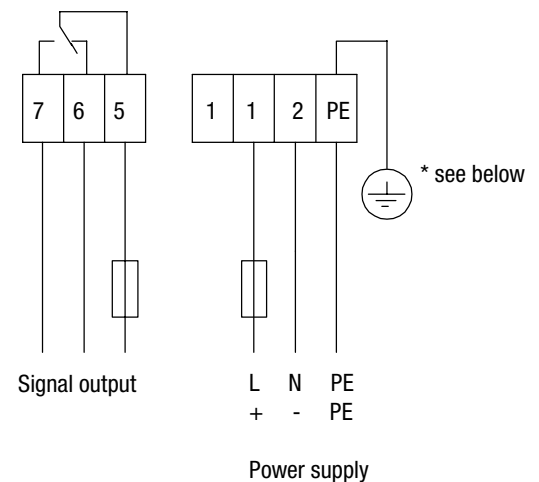 7 6 5
1 1 2 PE
* see below
Signal output
L N PE
+ - PE
Power supply